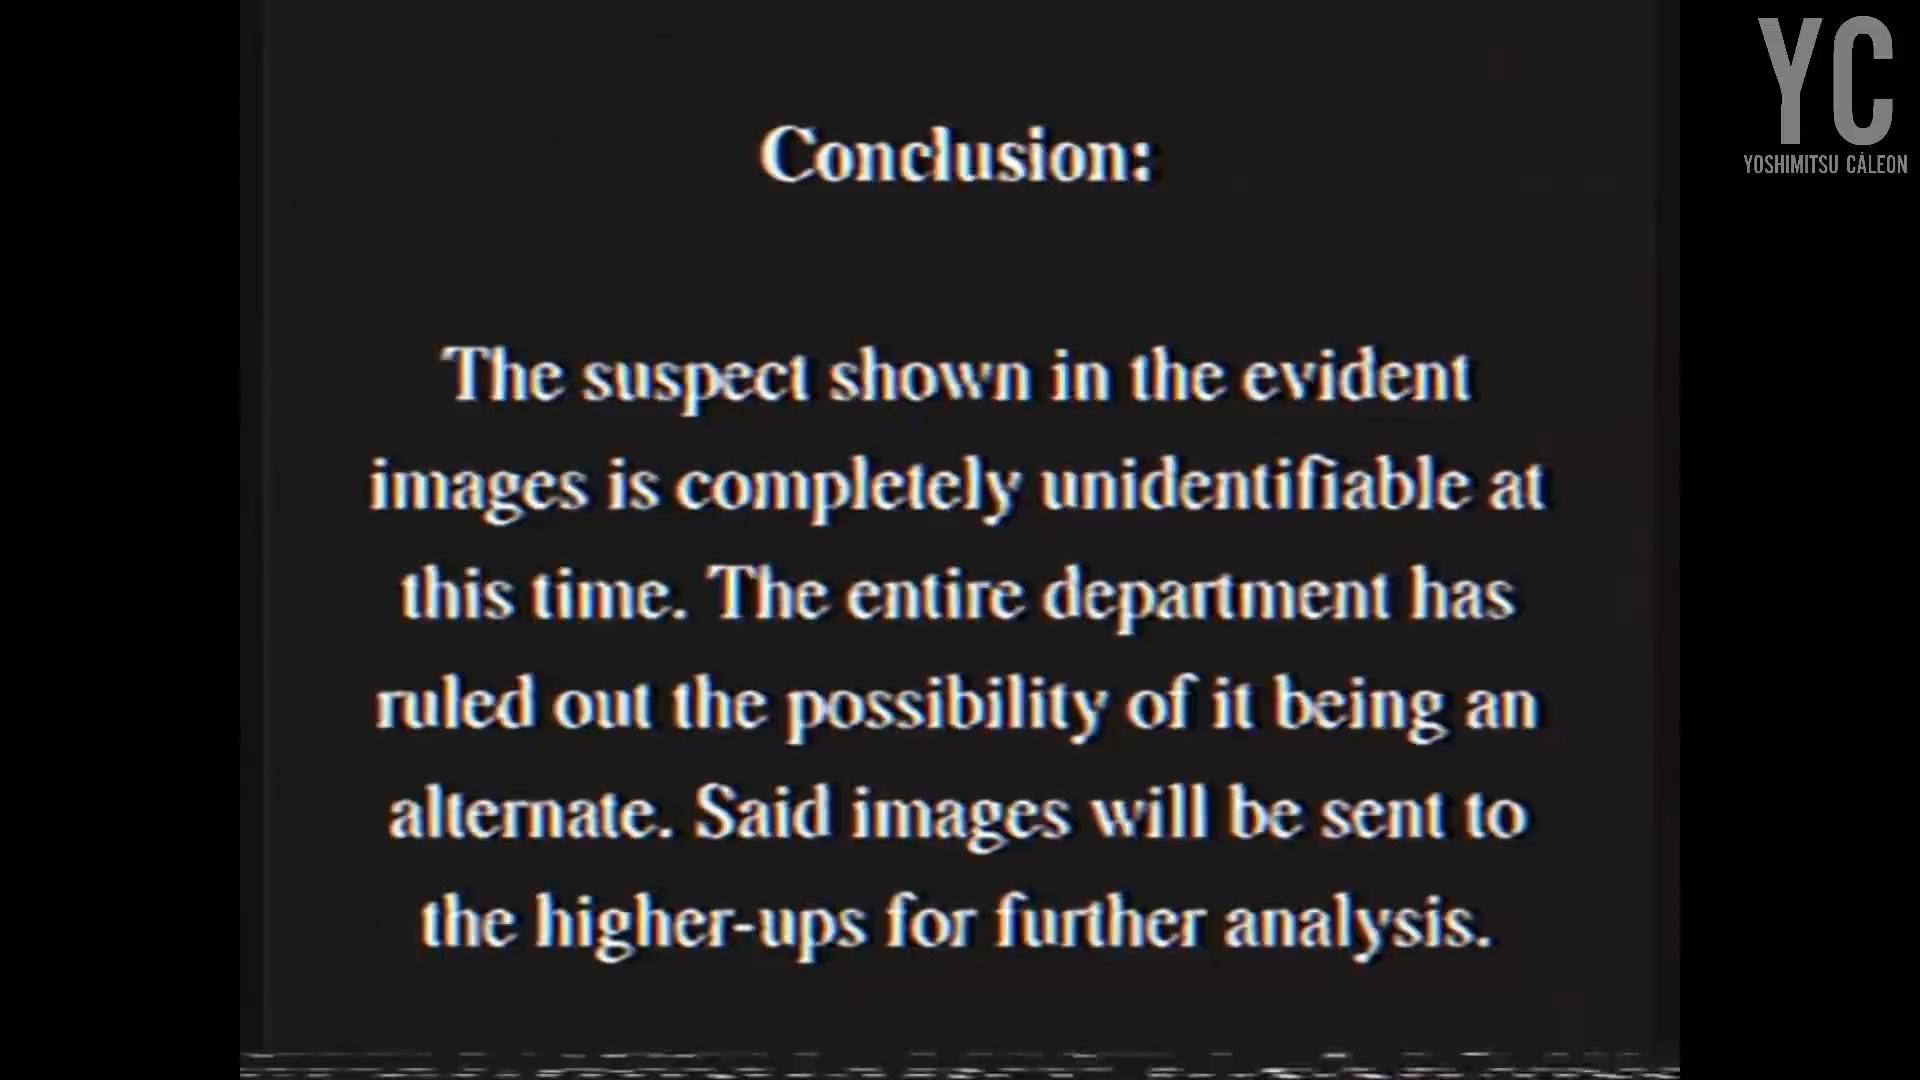 YC
YOSHIMITSU CÁLEON
Conclusion:
The suspect shown in the evident
images is completely unidentifiable at
this time. The entire department has
ruled out the possibility of it being an
alternate. Said images will be sent to
the higher-ups for further analysis.